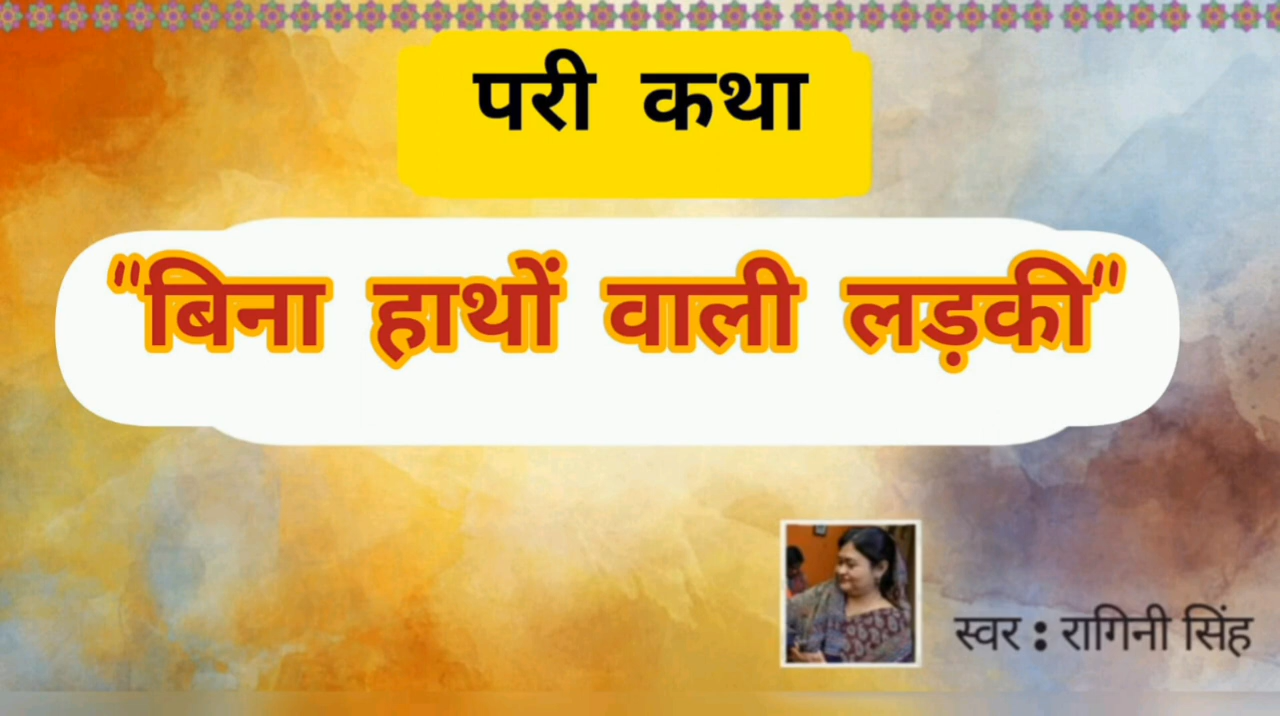 परी कथा
"बिना हाथों वाली लड़की"
स्वर : रागिनी सिंह